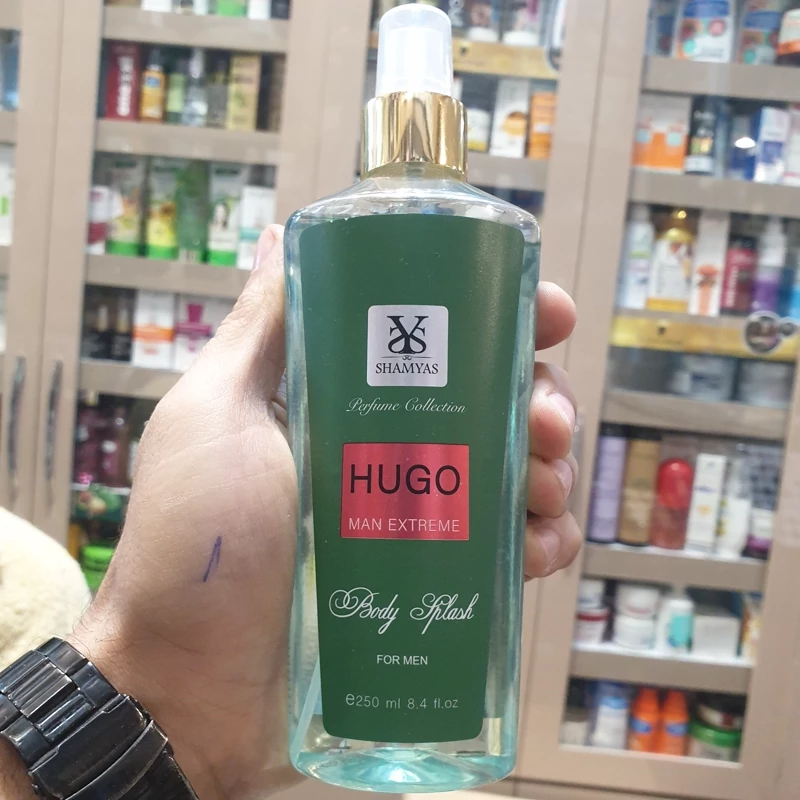 SHAMYAS
Perfume Collection
HUGO
MAN EXTREME
Body Splash
FOR MEN
e250 ml 8.4 fl.oz